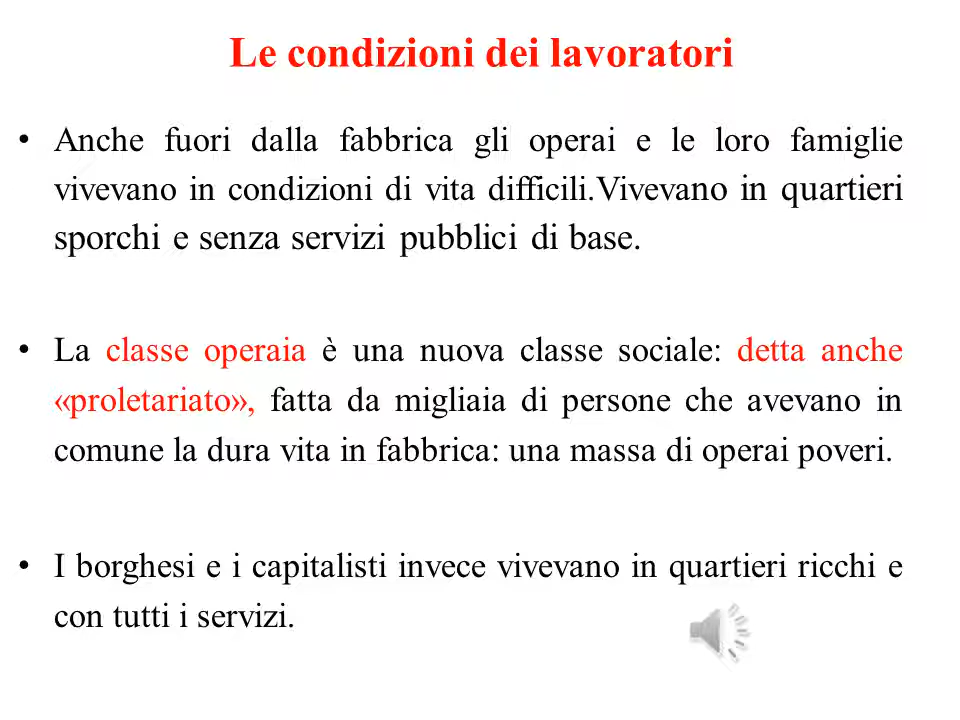 Le condizioni dei lavoratori
• Anche fuori dalla fabbrica gli operai e le loro famiglie
vivevano in condizioni di vita difficili.Vivevano in quartieri
sporchi e senza servizi pubblici di base.
• La classe operaia è una nuova classe sociale: detta anche
«proletariato», fatta da migliaia di persone che avevano in
comune la dura vita in fabbrica: una massa di operai poveri.
• I borghesi e i capitalisti invece vivevano in quartieri ricchi e
con tutti i servizi.